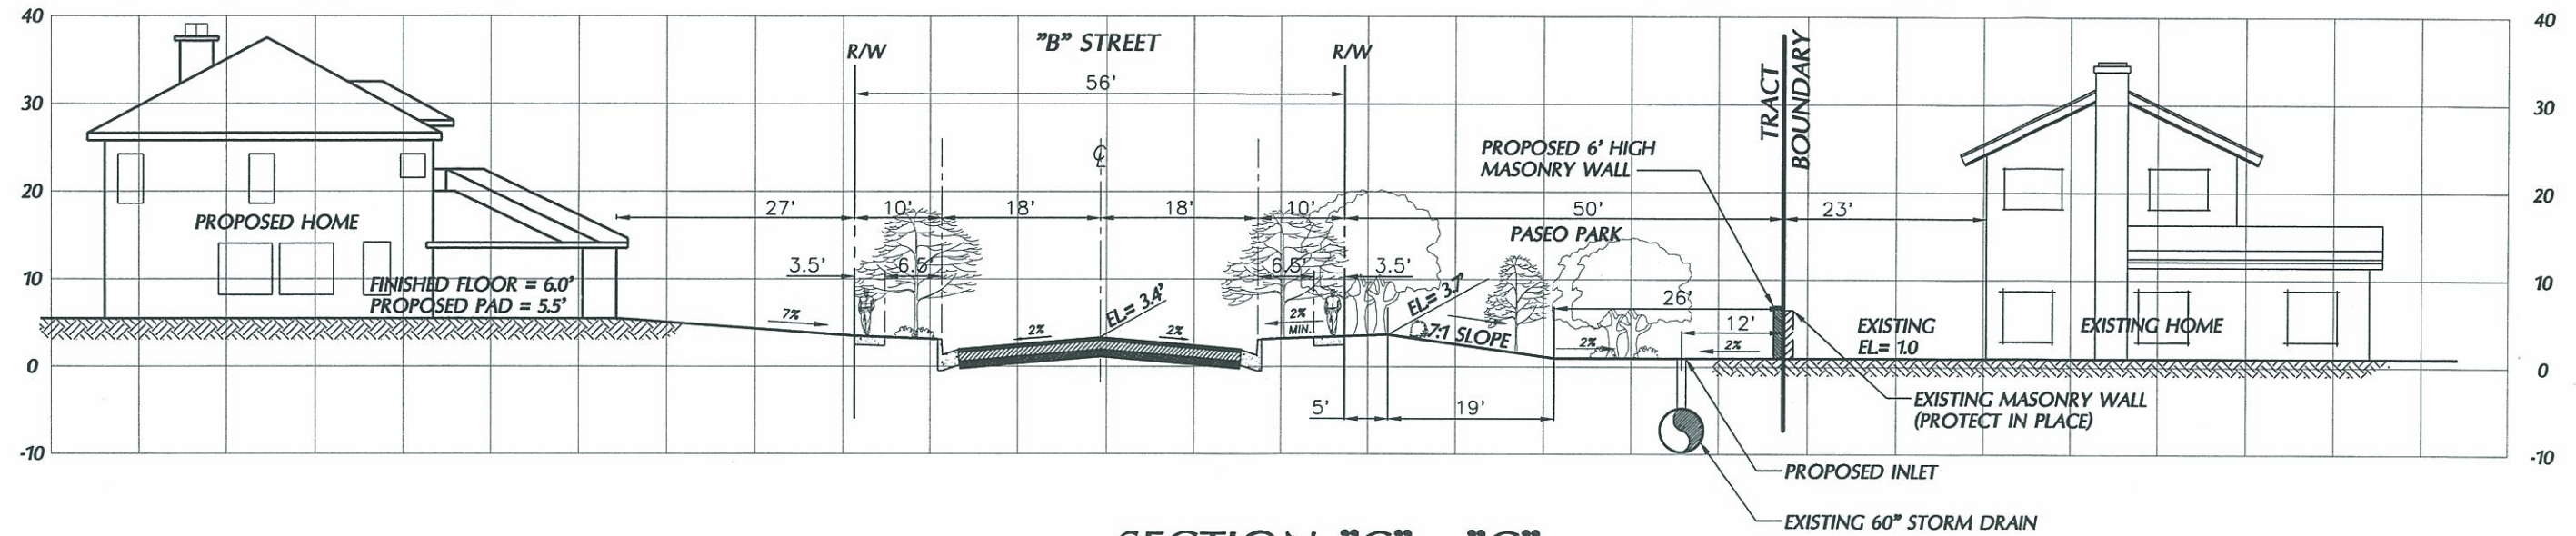 40
40
"B" STREET
R/W
R/W
TRACT
BOUNDARY
56'
30
30
PROPOSED 6' HIGH
MASONRY WALL
20
20
27'
10'
18'
18'
10'
50'
23'
PROPOSED HOME
PASEO PARK
3.5'
6.5'
6.5'
3.5'
10
10
FINISHED FLOOR = 6.0'
PROPOSED PAD = 5.5'
EL= 3.4'
EL= 3.7'
26'
7%
2%
2%
2%
MIN.
7:1 SLOPE
12'
2%
2%
EXISTING
EL= 1.0
EXISTING HOME
0
0
EXISTING MASONRY WALL
(PROTECT IN PLACE)
5'
19'
-10
-10
PROPOSED INLET
EXISTING 60" STORM DRAIN